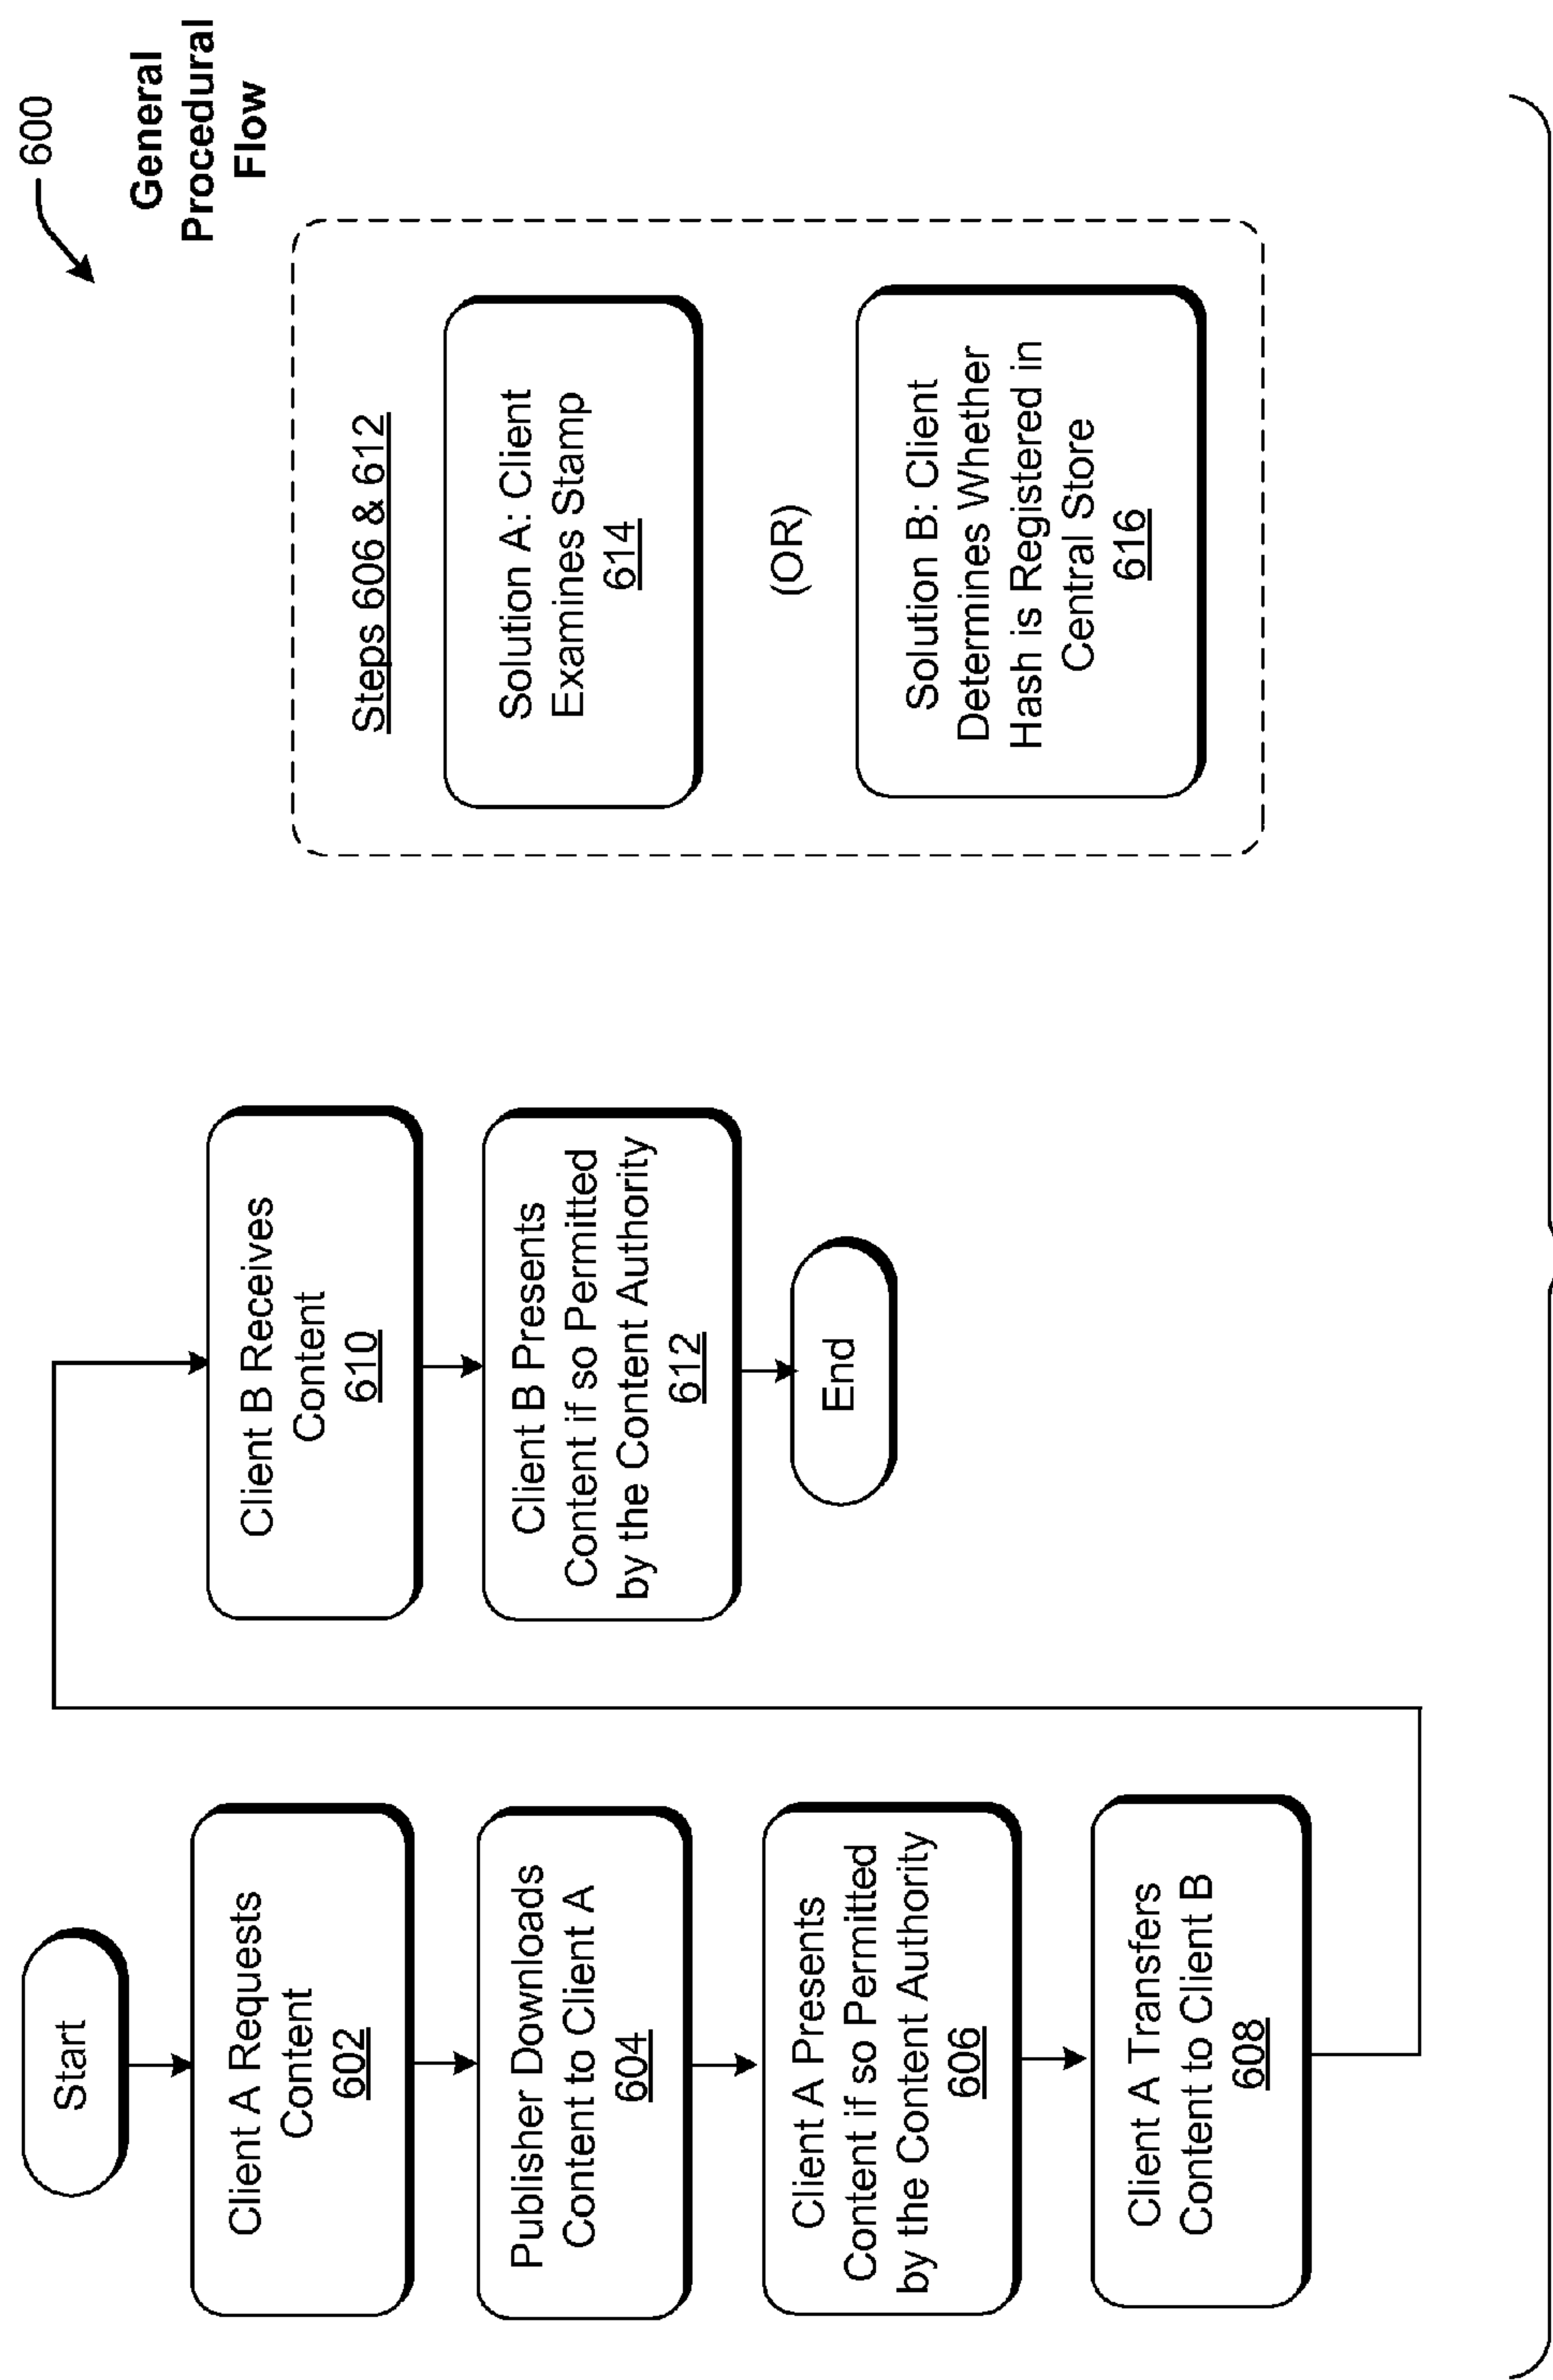 600
General
Procedural
Flow
Start
Client A Requests
Content
602
Publisher Downloads
Content to Client A
604
Client A Presents
Content if so Permitted
by the Content Authority
606
Client A Transfers
Content to Client B
608
Client B Receives
Content
610
Client B Presents
Content if so Permitted
by the Content Authority
612
End
Steps 606 & 612
Solution A: Client
Examines Stamp
614
(OR)
Solution B: Client
Determines Whether
Hash is Registered in
Central Store
616